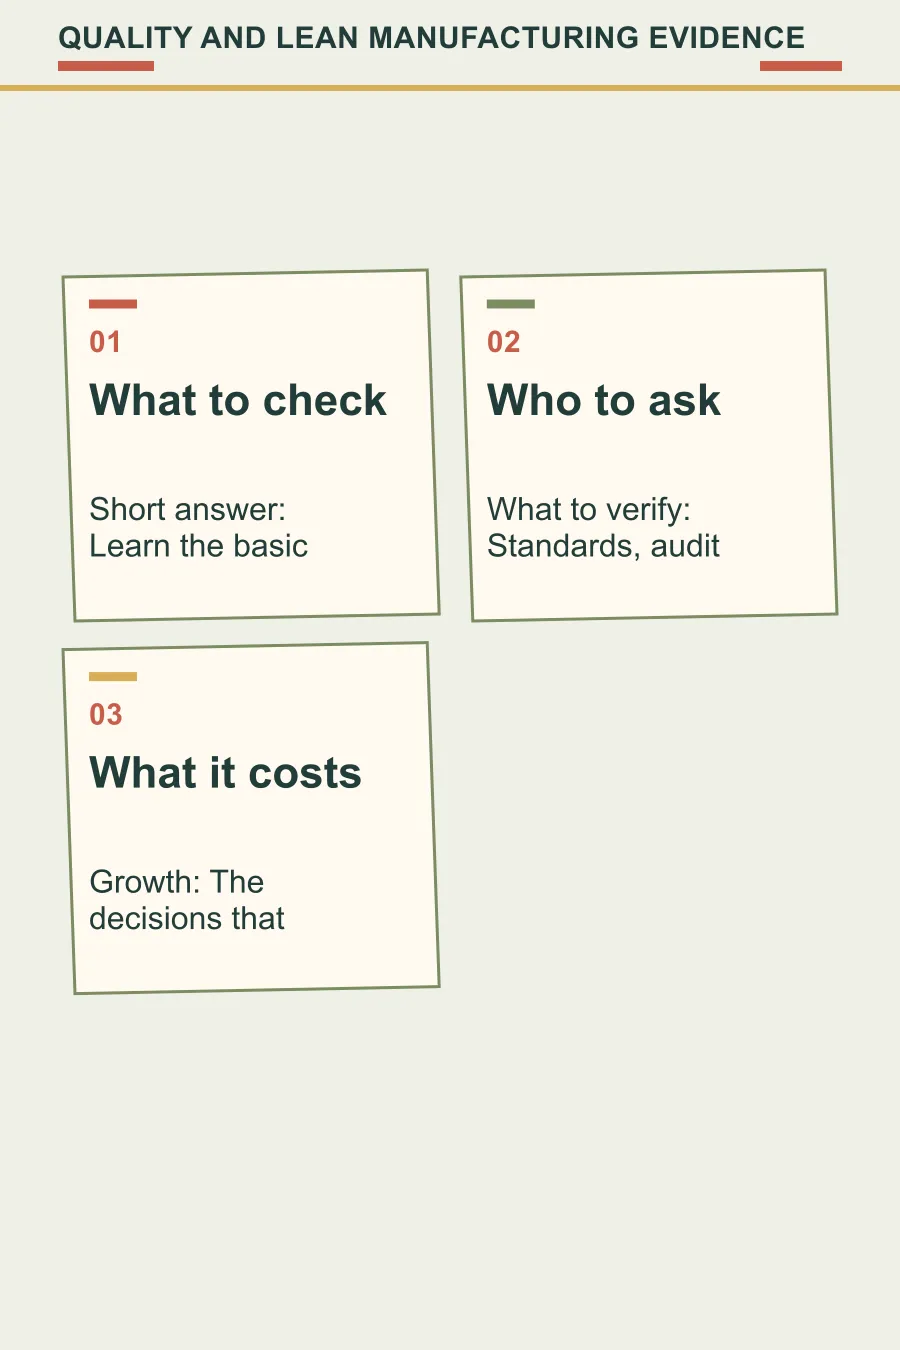 QUALITY AND LEAN MANUFACTURING EVIDENCE
01
What to check
Short answer:
Learn the basic
02
Who to ask
What to verify:
Standards, audit
03
What it costs
Growth: The
decisions that